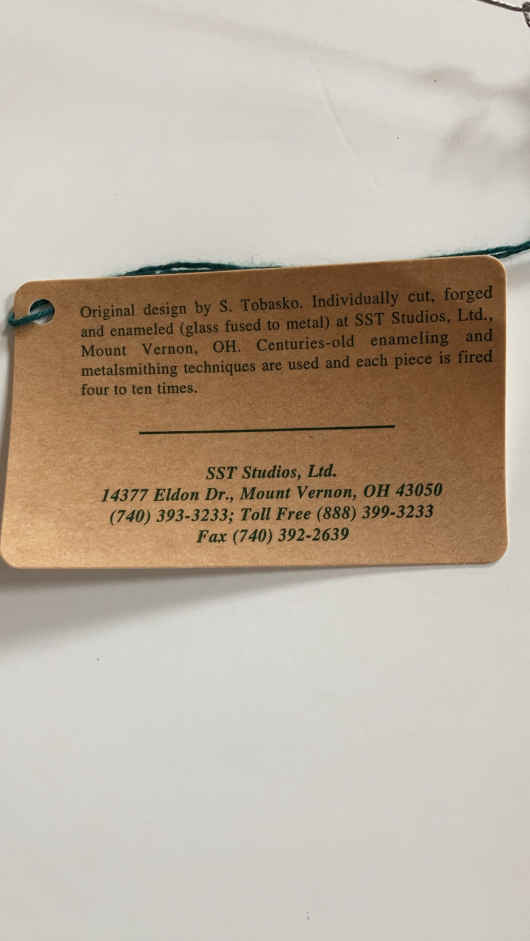 Original design by S. Tobasko. Individually cut, forged
and enameled (glass fused to metal) at SST Studios, Ltd.,
Mount Vernon, OH. Centuries-old enameling and
metalsmithing techniques are used and each piece is fired
four to ten times.
SST Studios, Ltd.
14377 Eldon Dr., Mount Vernon, OH 43050
(740) 393-3233; Toll Free (888) 399-3233
Fax (740) 392-2639